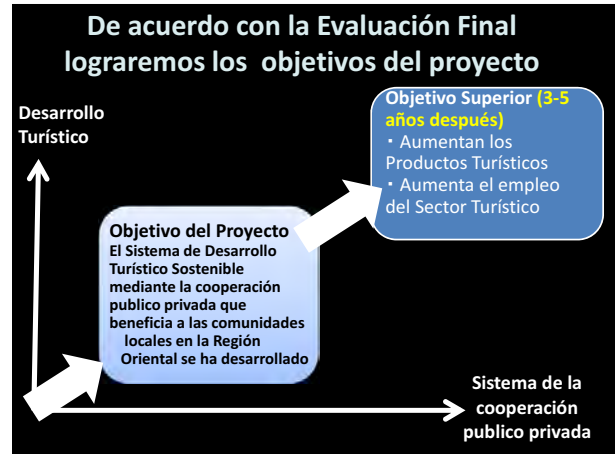 De acuerdo con la Evaluación Final
lograremos los objetivos del proyecto
Desarrollo
Turístico
Objetivo Superior (3-5
años después)
・Aumentan los
Productos Turísticos
・Aumenta el empleo
del Sector Turístico
Objetivo del Proyecto
El Sistema de Desarrollo
Turístico Sostenible
mediante la cooperación
publico privada que
beneficia a las comunidades
locales en la Región
Oriental se ha desarrollado
Sistema de la
cooperación
publico privada